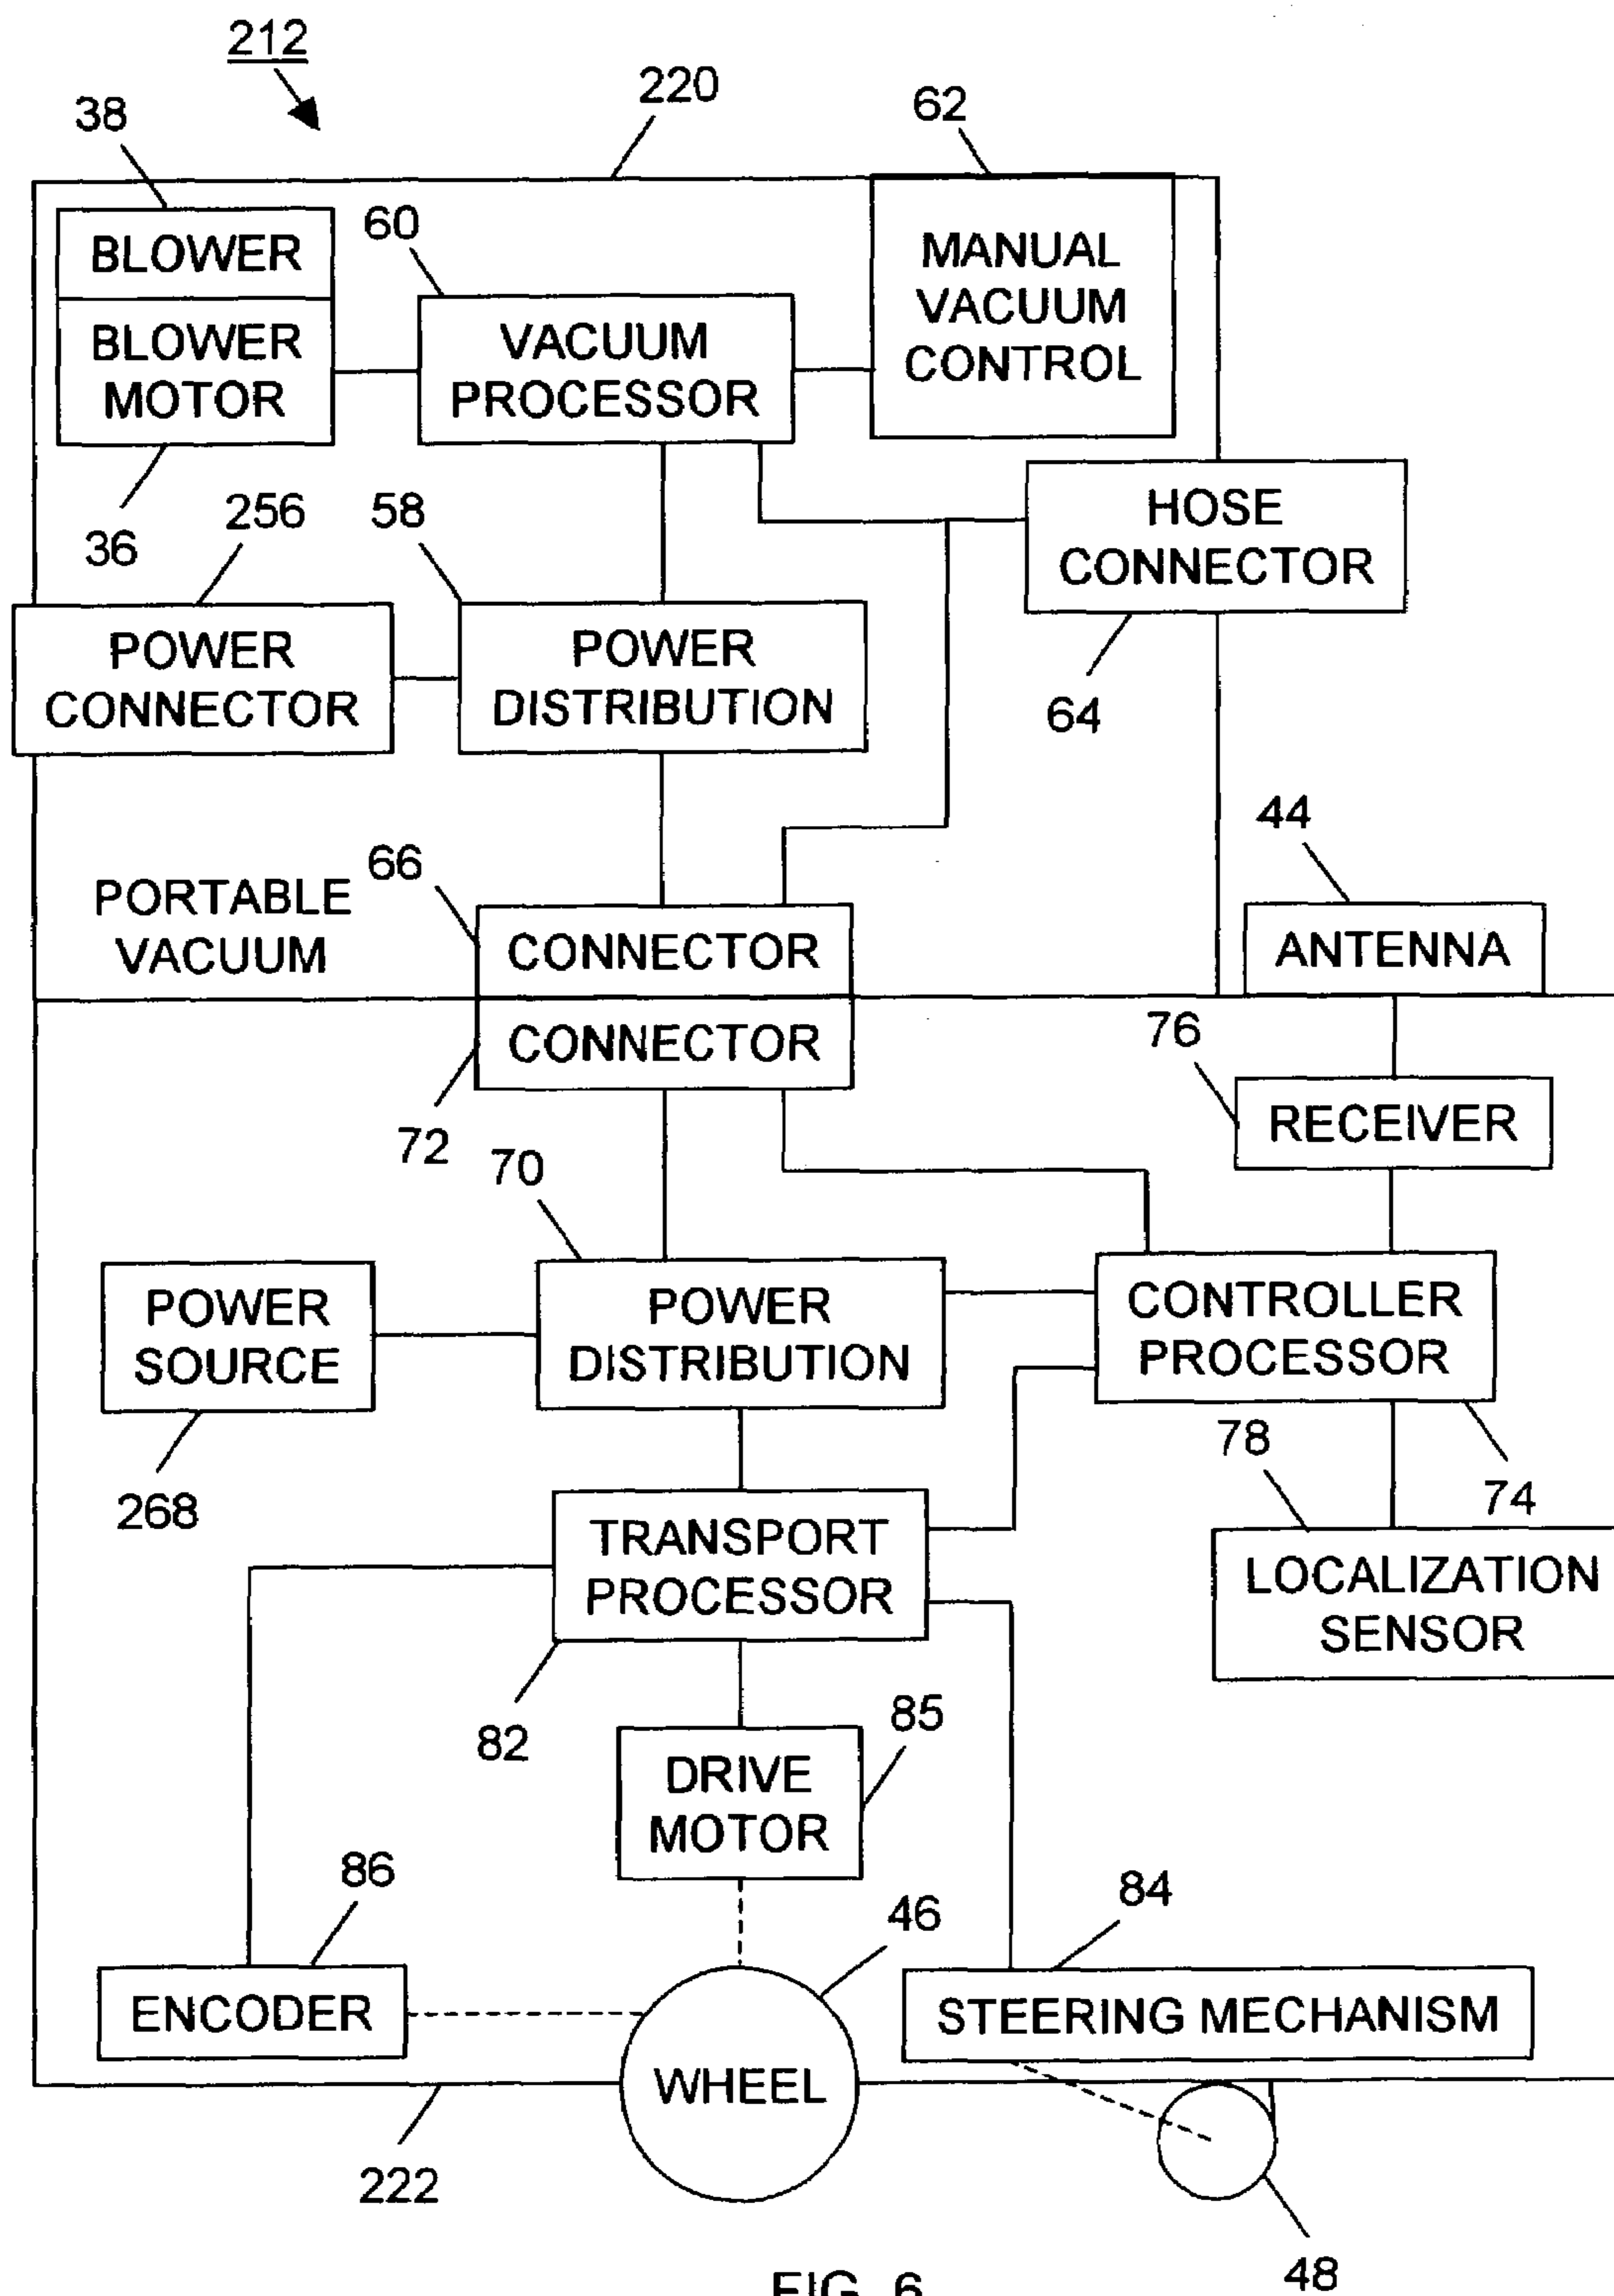 212
220
62
38
60
BLOWER
MANUAL
VACUUM
CONTROL
BLOWER
MOTOR
VACUUM
PROCESSOR
36
256
58
HOSE
CONNECTOR
POWER
CONNECTOR
POWER
DISTRIBUTION
64
44
66
PORTABLE
VACUUM
CONNECTOR
ANTENNA
CONNECTOR
76
72
RECEIVER
70
POWER
SOURCE
POWER
DISTRIBUTION
CONTROLLER
PROCESSOR
268
78
74
TRANSPORT
PROCESSOR
LOCALIZATION
SENSOR
82
85
DRIVE
MOTOR
86
46
84
ENCODER
STEERING MECHANISM
WHEEL
222
48
FIG. 6